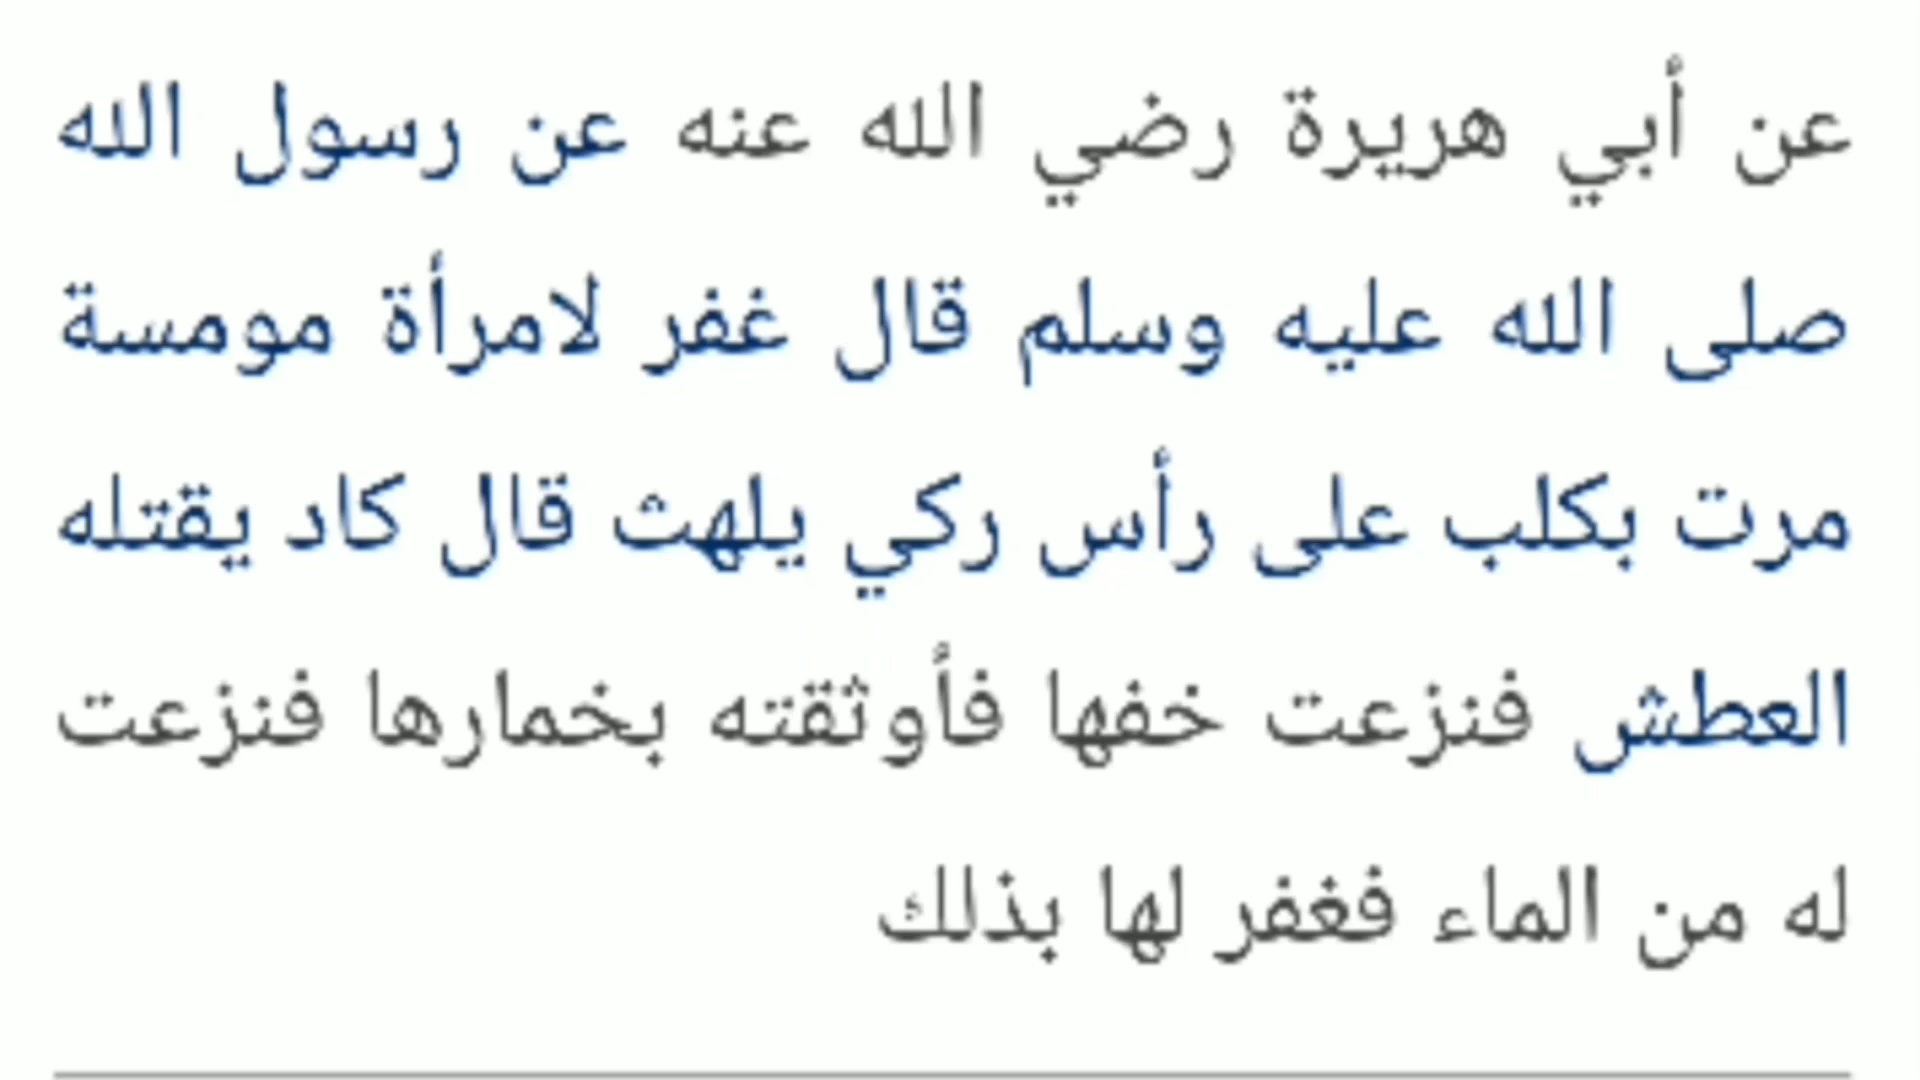 عن أبي هريرة رضي الله عنه عن رسول الله
صلى الله عليه وسلم قال غفر لامرأة مومسة
مرت بكلب على رأس ركي يلهث قال كاد يقتله
العطش فنزعت خفها فأوثقته بخمارها فنزعت
له من الماء فغفر لها بذلك